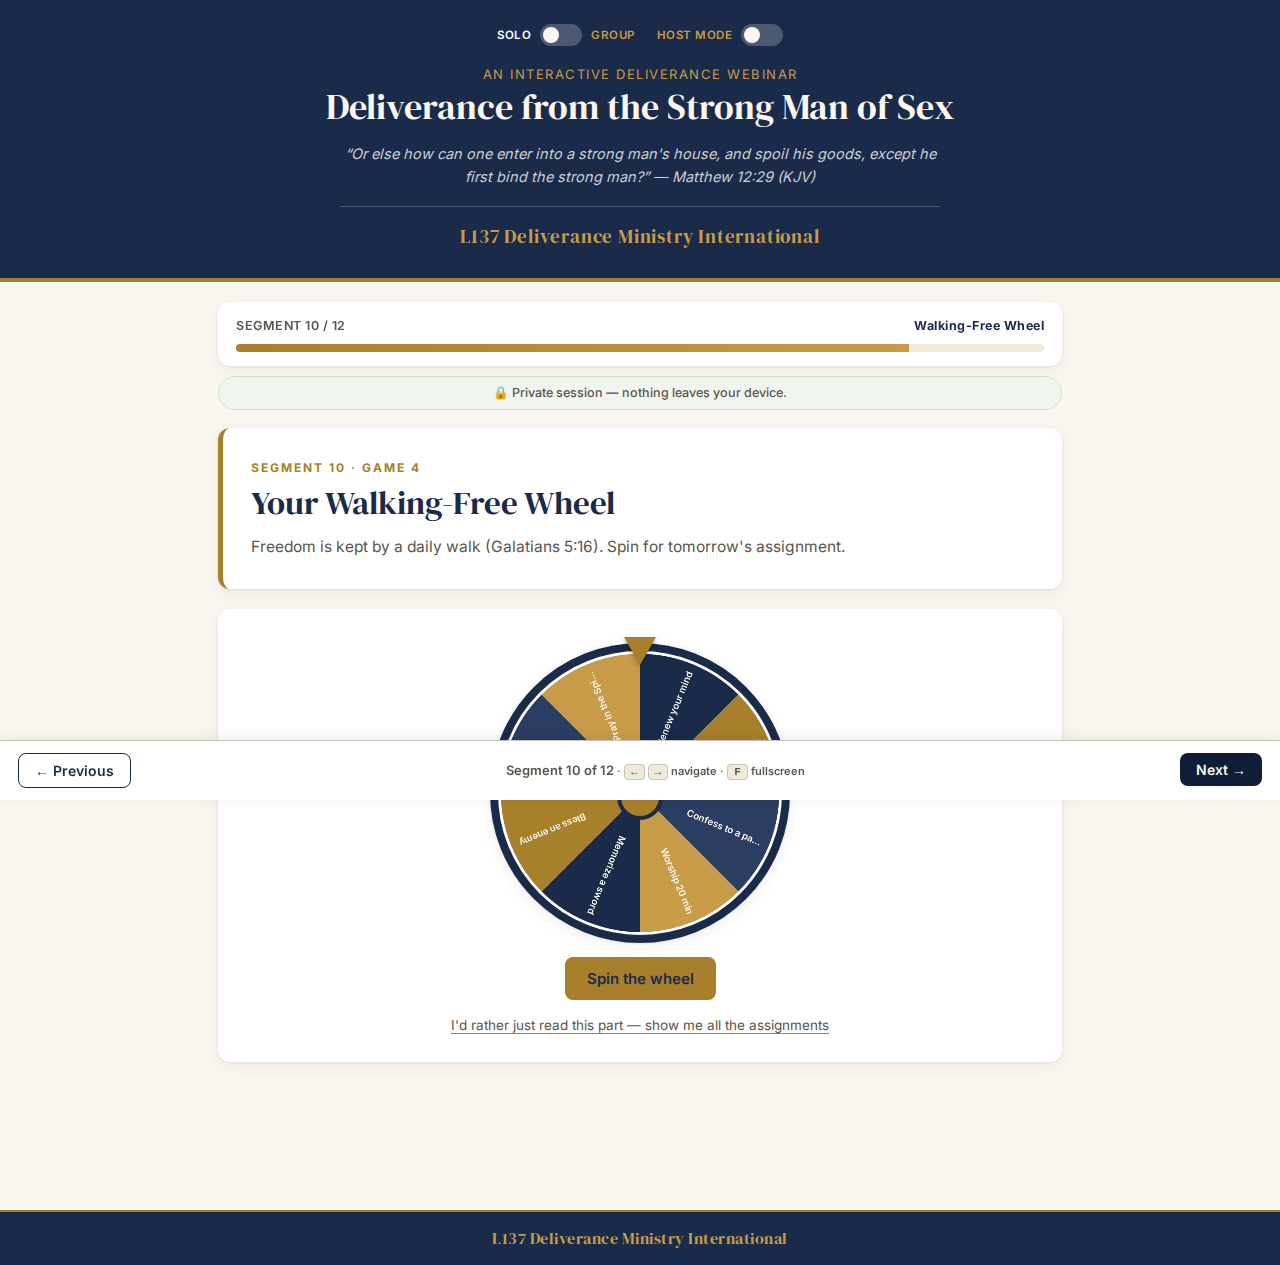 SOLO GROUP HOST MODE
AN INTERACTIVE DELIVERANCE WEBINAR
Deliverance from the Strong Man of Sex
“Or else how can one enter into a strong man's house, and spoil his goods, except he
first bind the strong man?” — Matthew 12:29 (KJV)
L137 Deliverance Ministry International
SEGMENT 10 / 12 Walking-Free Wheel
🔒 Private session — nothing leaves your device.
SEGMENT 10 · GAME 4
Your Walking-Free Wheel
Freedom is kept by a daily walk (Galatians 5:16). Spin for tomorrow's assignment.
Pray in the Spi…
enew your mind
← Previous
Segment 10 of 12 · ← → navigate · F fullscreen
Next →
Bless an enemy
Confess to a pa…
Memorize a sword
Worship 20 min
Spin the wheel
I'd rather just read this part — show me all the assignments
L137 Deliverance Ministry International